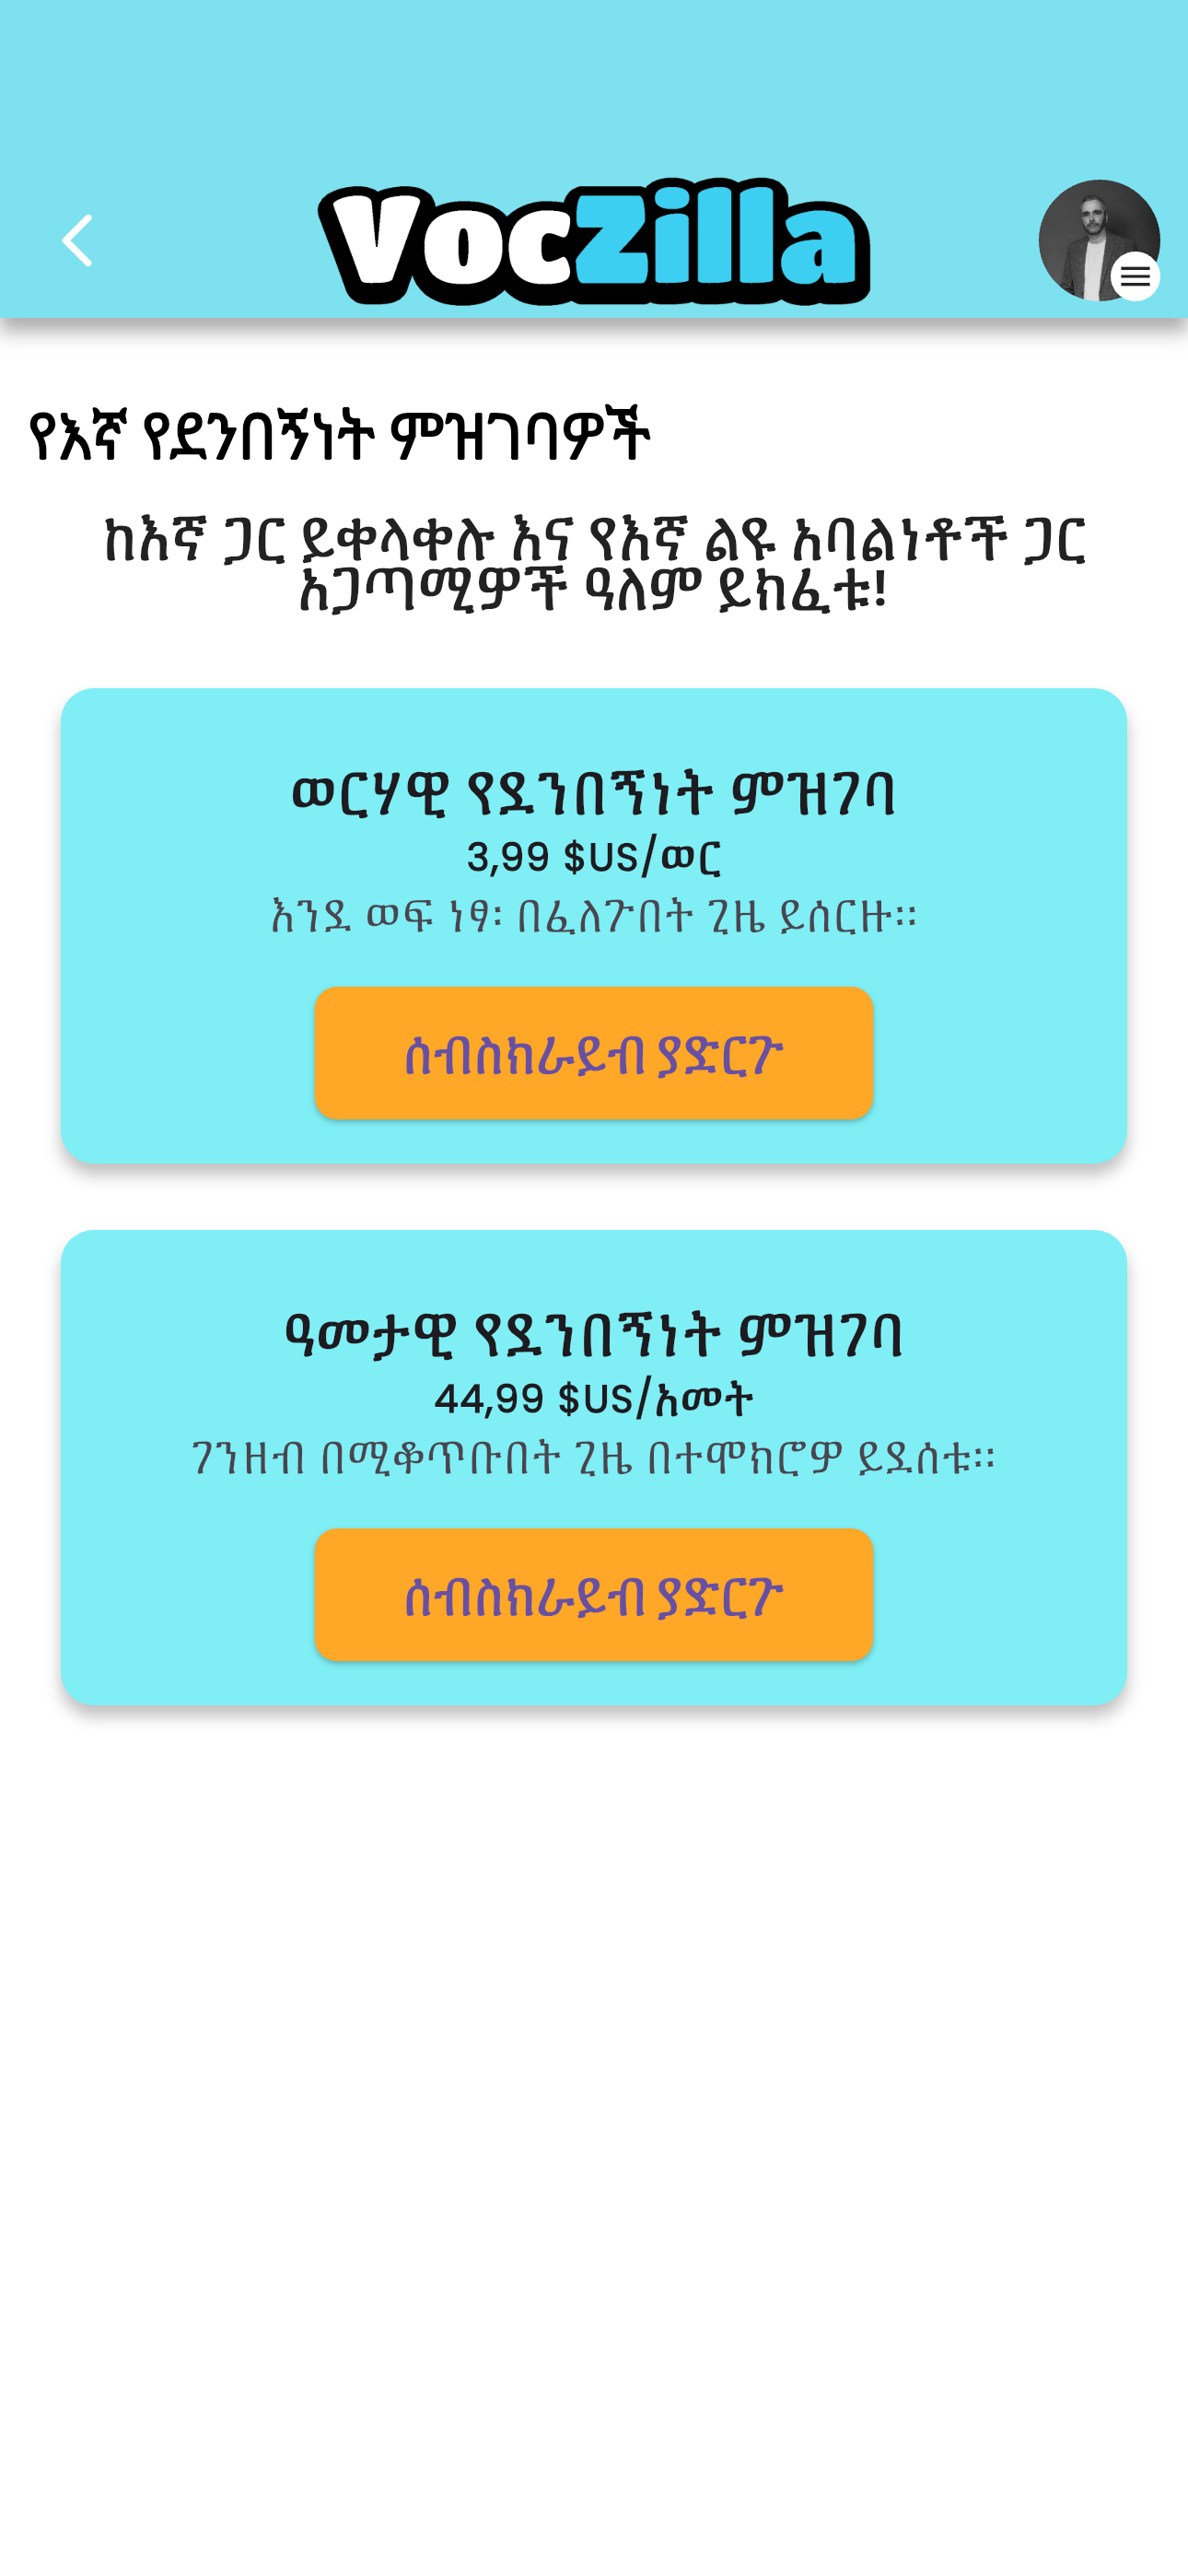 VocZilla
የእኛ የደንበኝነት ምዝገባዎች
ከእኛ ጋር ይቀላቀሉ እና የእኛ ልዩ አባልነቶች ጋር
አጋጣሚዎች ዓለም ይክፈቱ!
ወርሃዊ የደንበኝነት ምዝገባ
3,99 $US/ወር
እንደ ወፍ ነፃ፡ በፈለጉበት ጊዜ ይሰርዙ።
ሰብስክራይብ ያድርጉ
ዓመታዊ የደንበኝነት ምዝገባ
44,99 $US/አመት
ገንዘብ በሚቆጥቡበት ጊዜ በተሞክሮዎ ይደሰቱ።
ሰብስክራይብ ያድርጉ